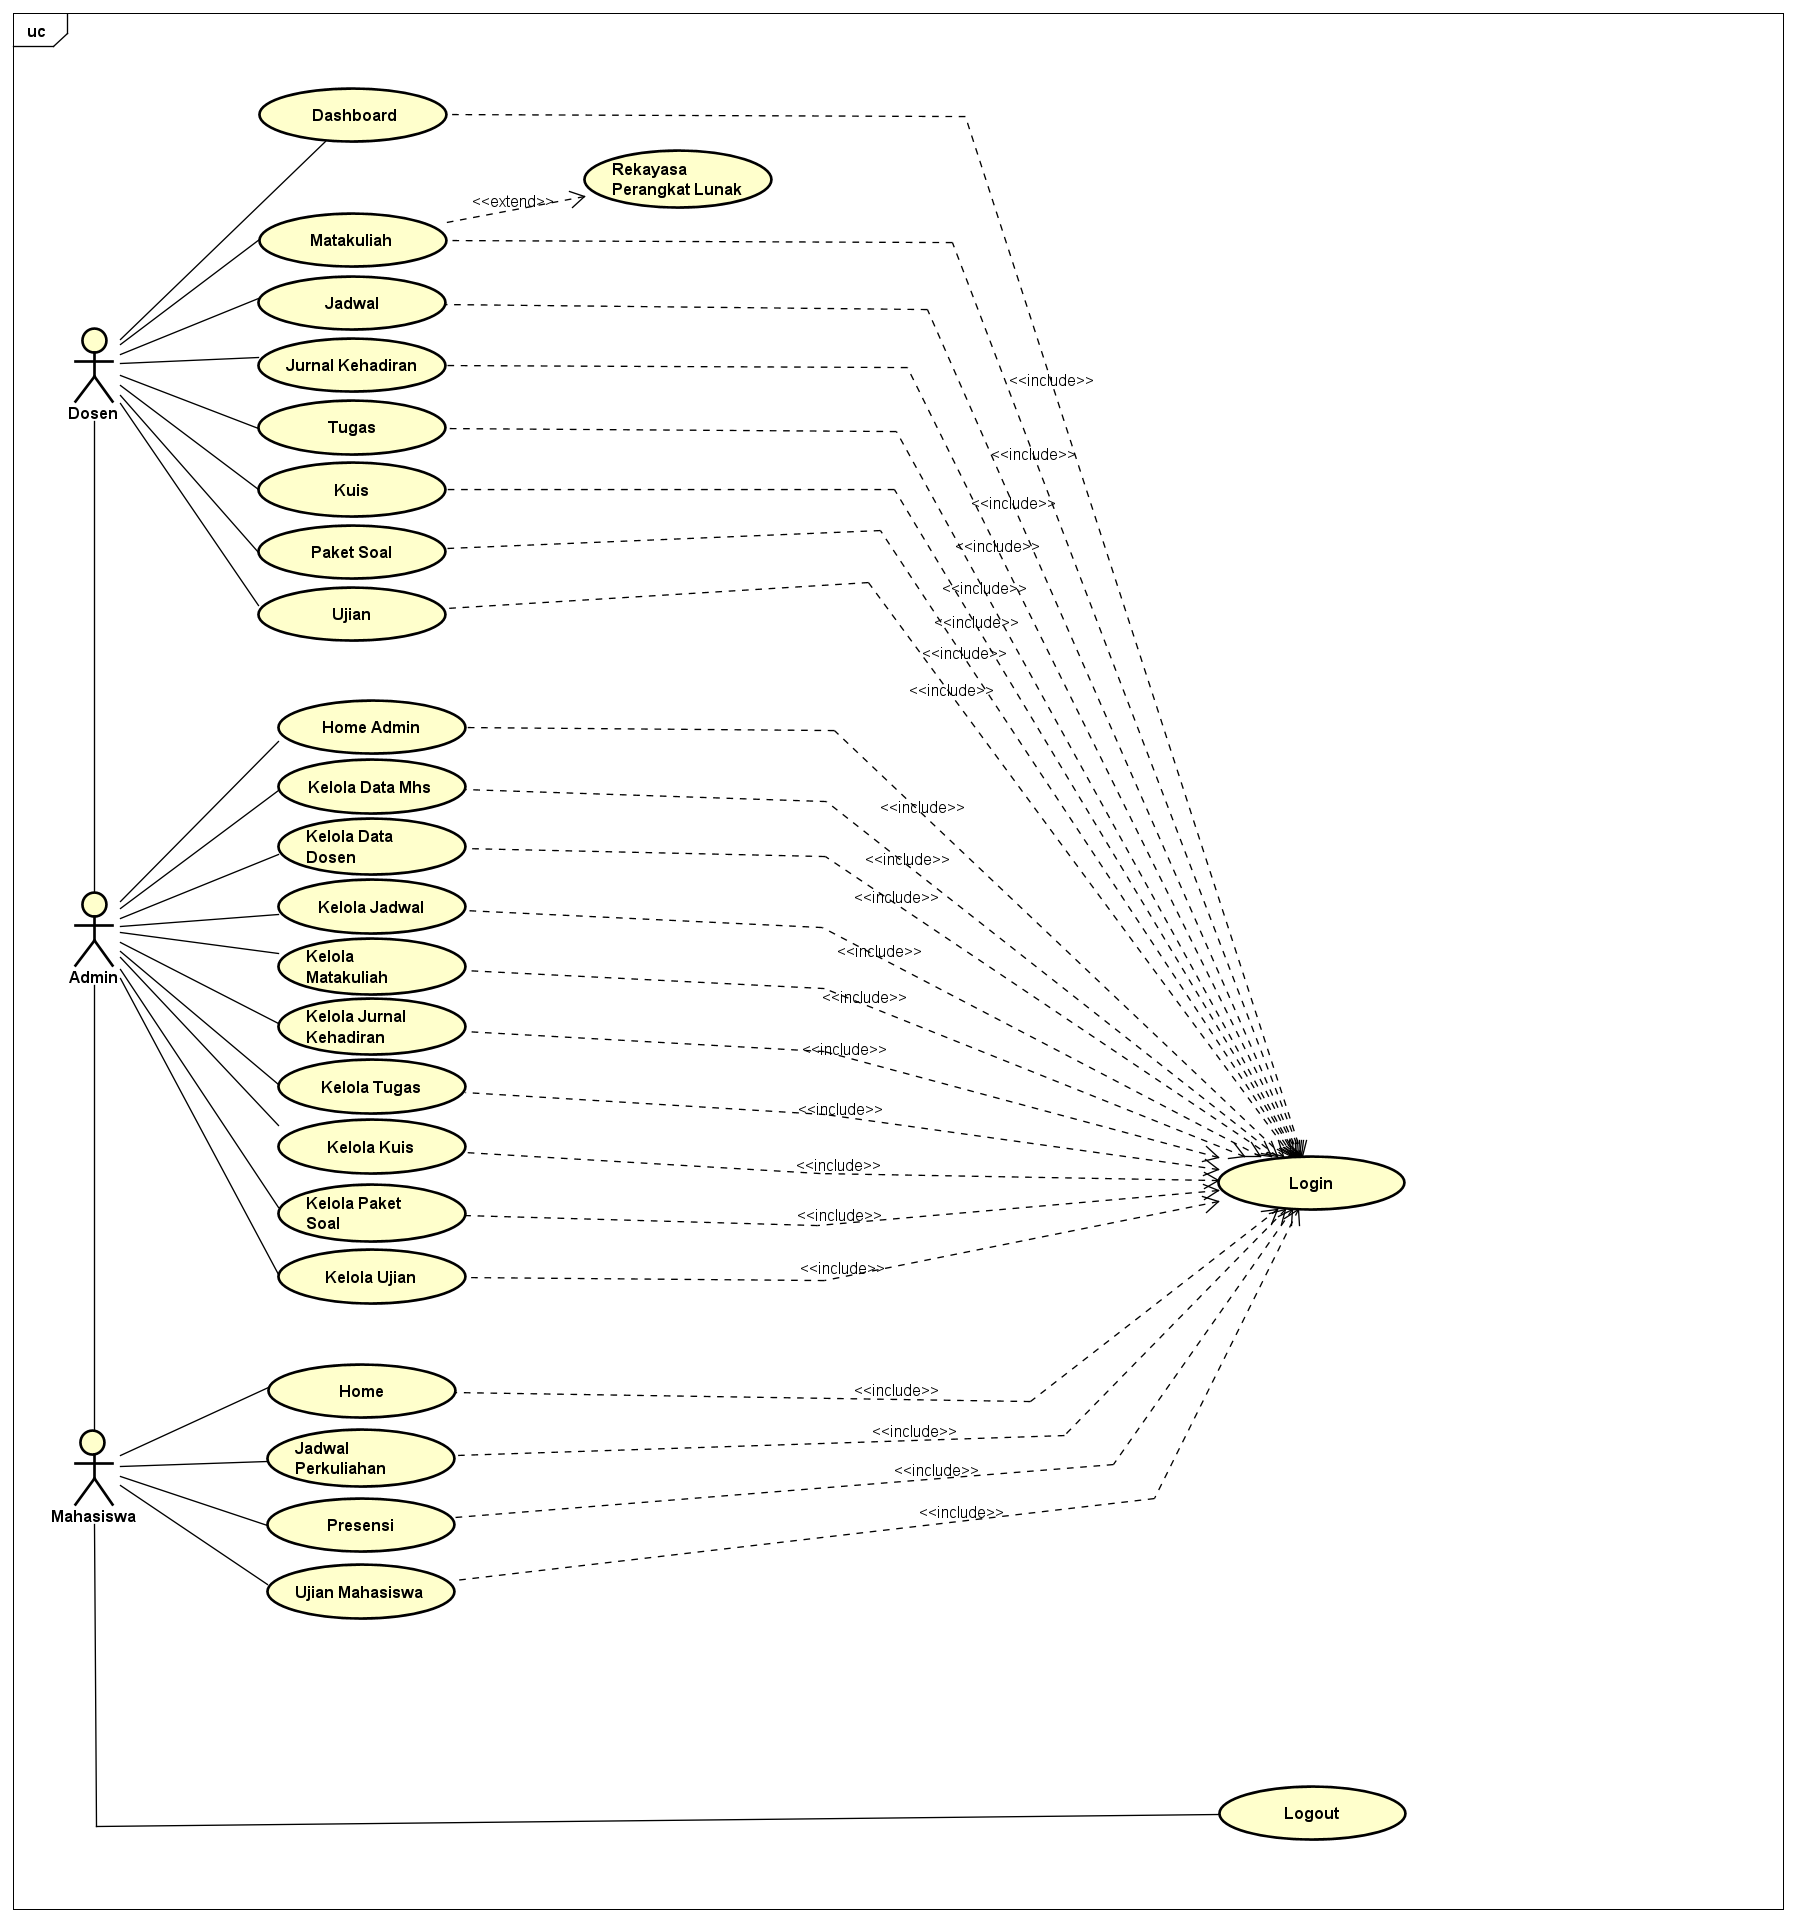 uc
Dashboard
Rekayasa
Perangkat Lunak
<<extend>>
Matakuliah
Jadwal
Jurnal Kehadiran
<<include>>
Dosen
Tugas
<<include>>
Kuis
<<include>>
<<include>>
Paket Soal
<<include>>
Ujian
<<include>>
<<include>>
<<include>>
Home Admin
Kelola Data Mhs
<<include>>
Kelola Data
Dosen
<<include>>
<<include>>
Kelola Jadwal
<<include>>
Kelola
Matakuliah
Admin
<<include>>
Kelola Jurnal
Kehadiran
<<include>>
Kelola Tugas
<<include>>
Kelola Kuis
<<include>>
Login
Kelola Paket
Soal
<<include>>
Kelola Ujian
<<include>>
Home
<<include>>
<<include>>
Jadwal
Perkuliahan
<<include>>
Mahasiswa
<<include>>
Presensi
Ujian Mahasiswa
Logout